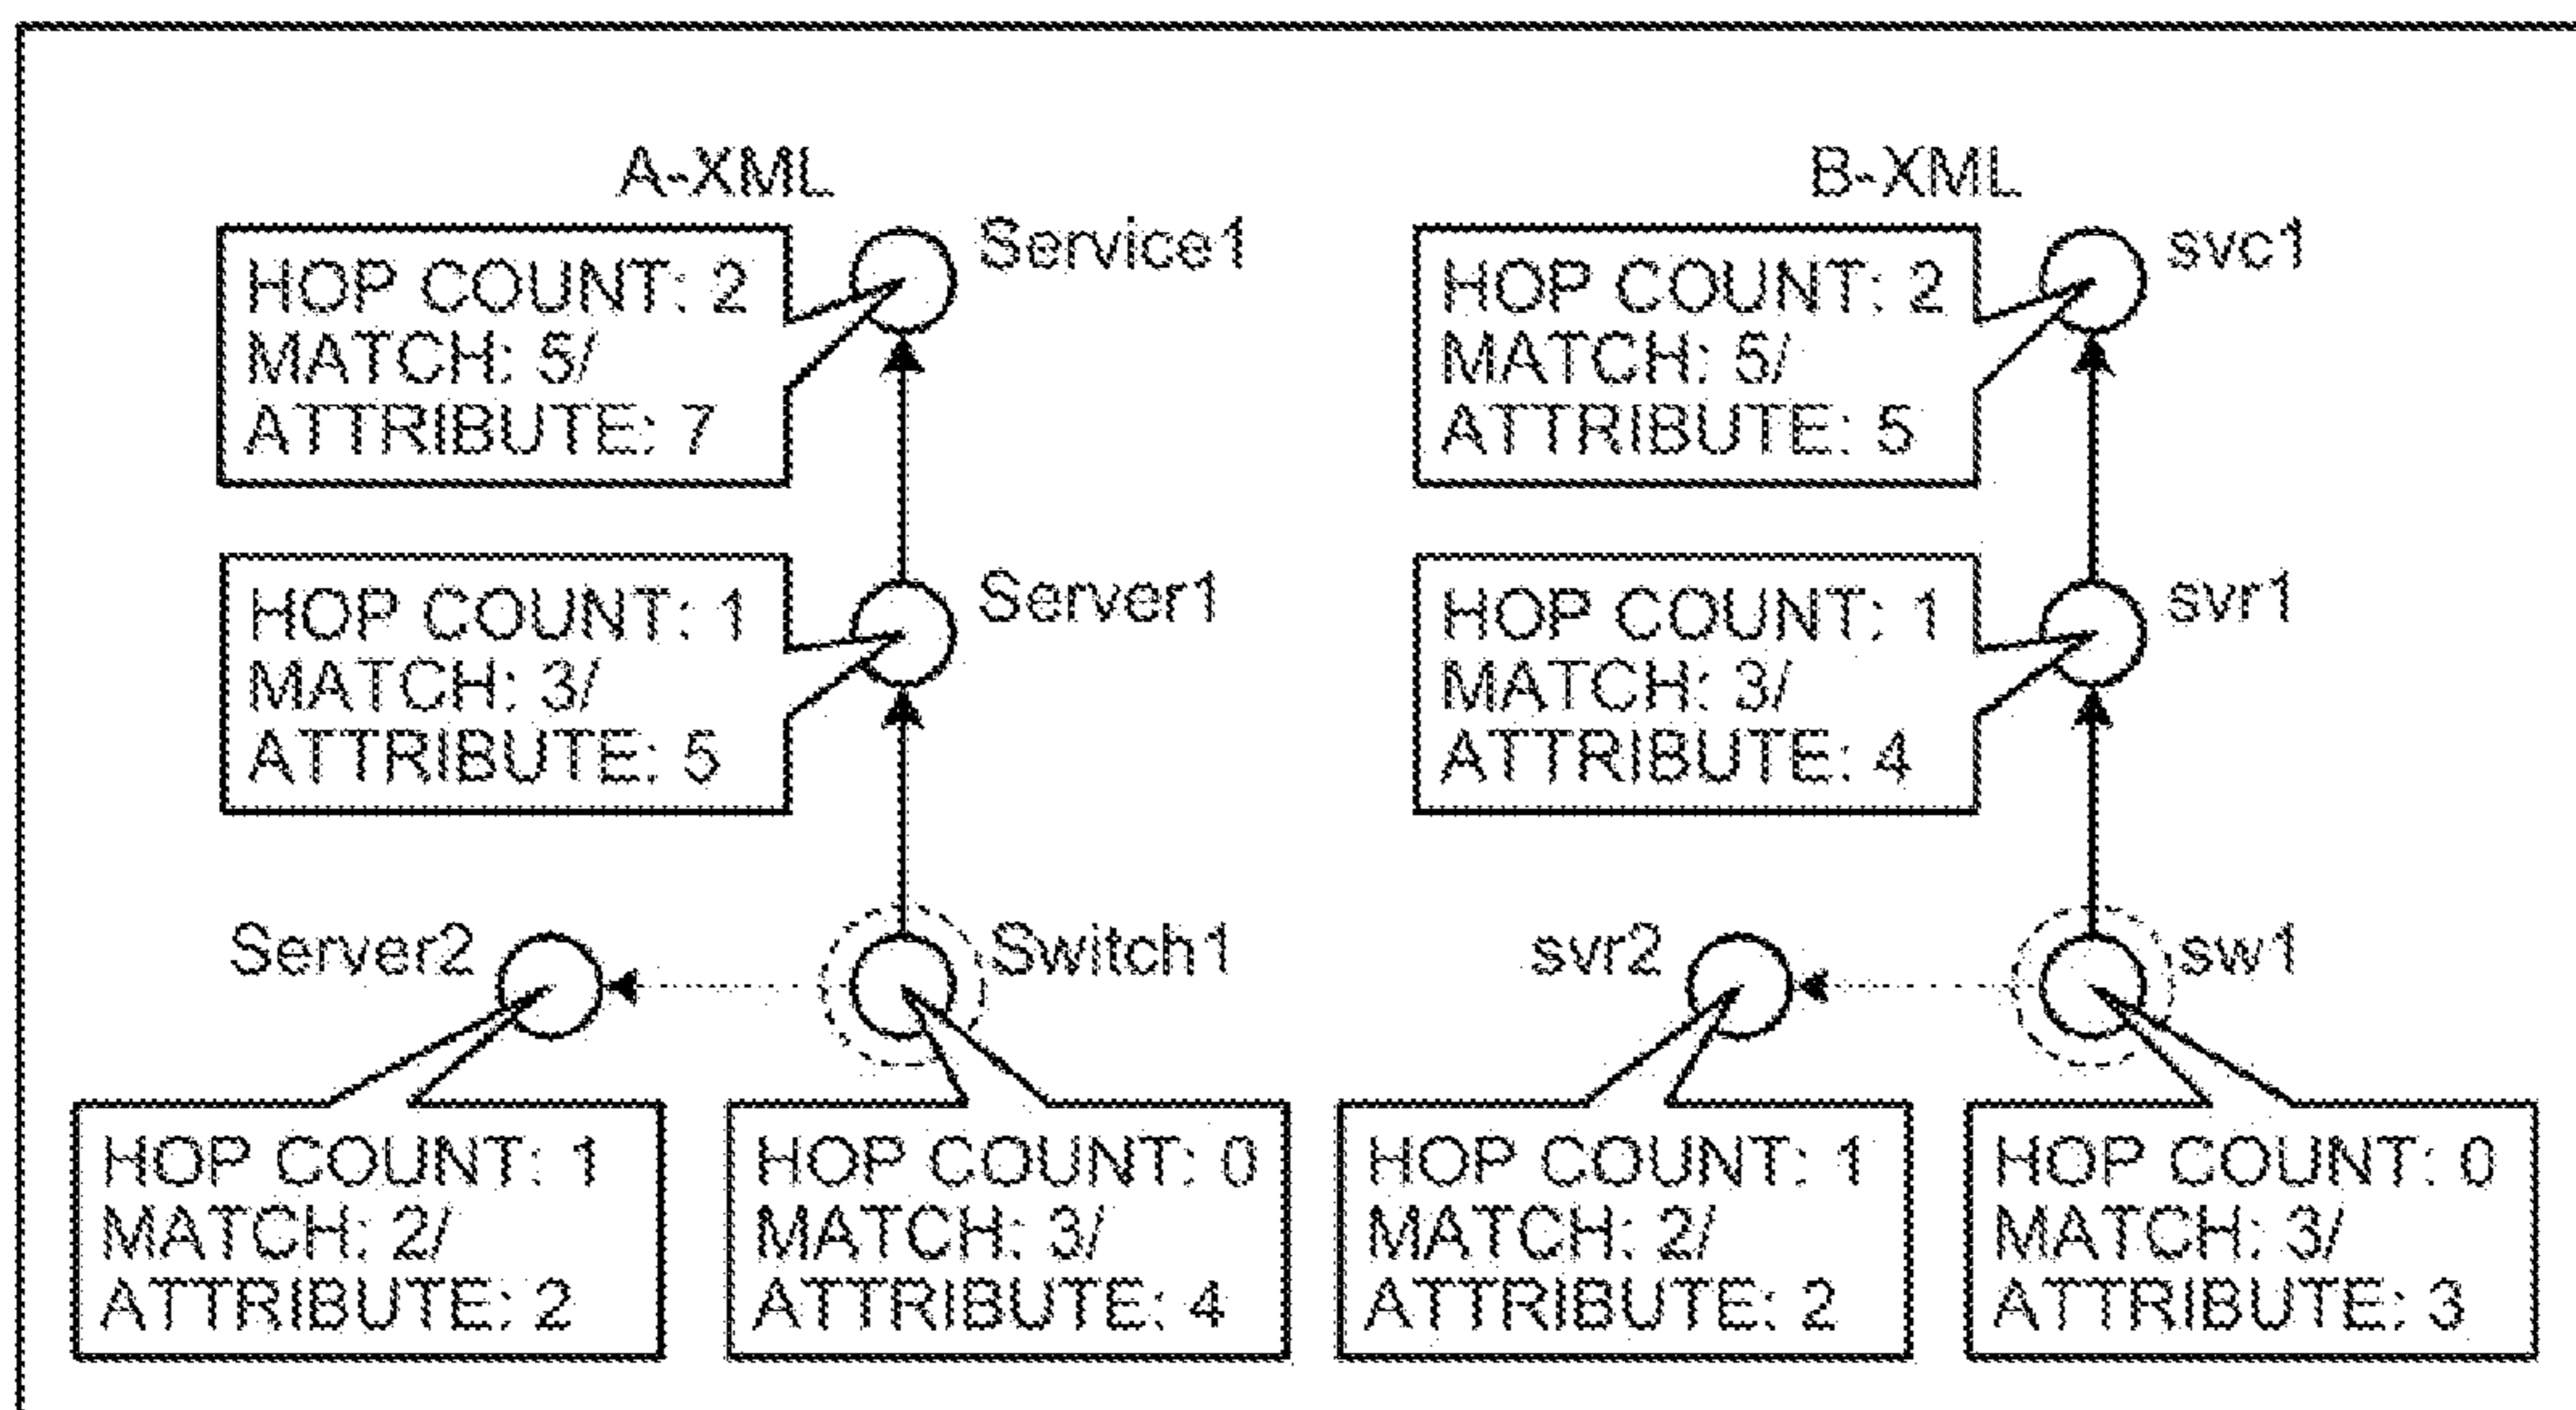 A-XML
Service1
HOP COUNT: 2
MATCH: 5/
ATTRIBUTE: 7
Server1
HOP COUNT: 1
MATCH: 3/
ATTRIBUTE: 5
Server2
Switch1
HOP COUNT: 1
MATCH: 2/
ATTRIBUTE: 2
HOP COUNT: 0
MATCH: 3/
ATTRIBUTE: 4
B-XML
svc1
HOP COUNT: 2
MATCH: 5/
ATTRIBUTE: 5
svr1
HOP COUNT: 1
MATCH: 3/
ATTRIBUTE: 4
svr2
sw1
HOP COUNT: 1
MATCH: 2/
ATTRIBUTE: 2
HOP COUNT: 0
MATCH: 3/
ATTRIBUTE: 3